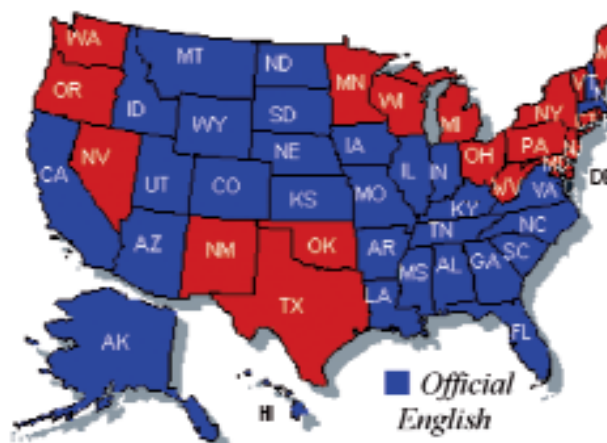 WA
MT
ND
MN
OR
ID
WY
SD
WI
MI
NY
NV
NE
IA
PA
OH
CA
UT
CO
IL
IN
WV
VA
KS
MO
KY
NC
TN
AZ
NM
OK
AR
SC
MS
AL
GA
TX
LA
FL
AK
HI
Official
English